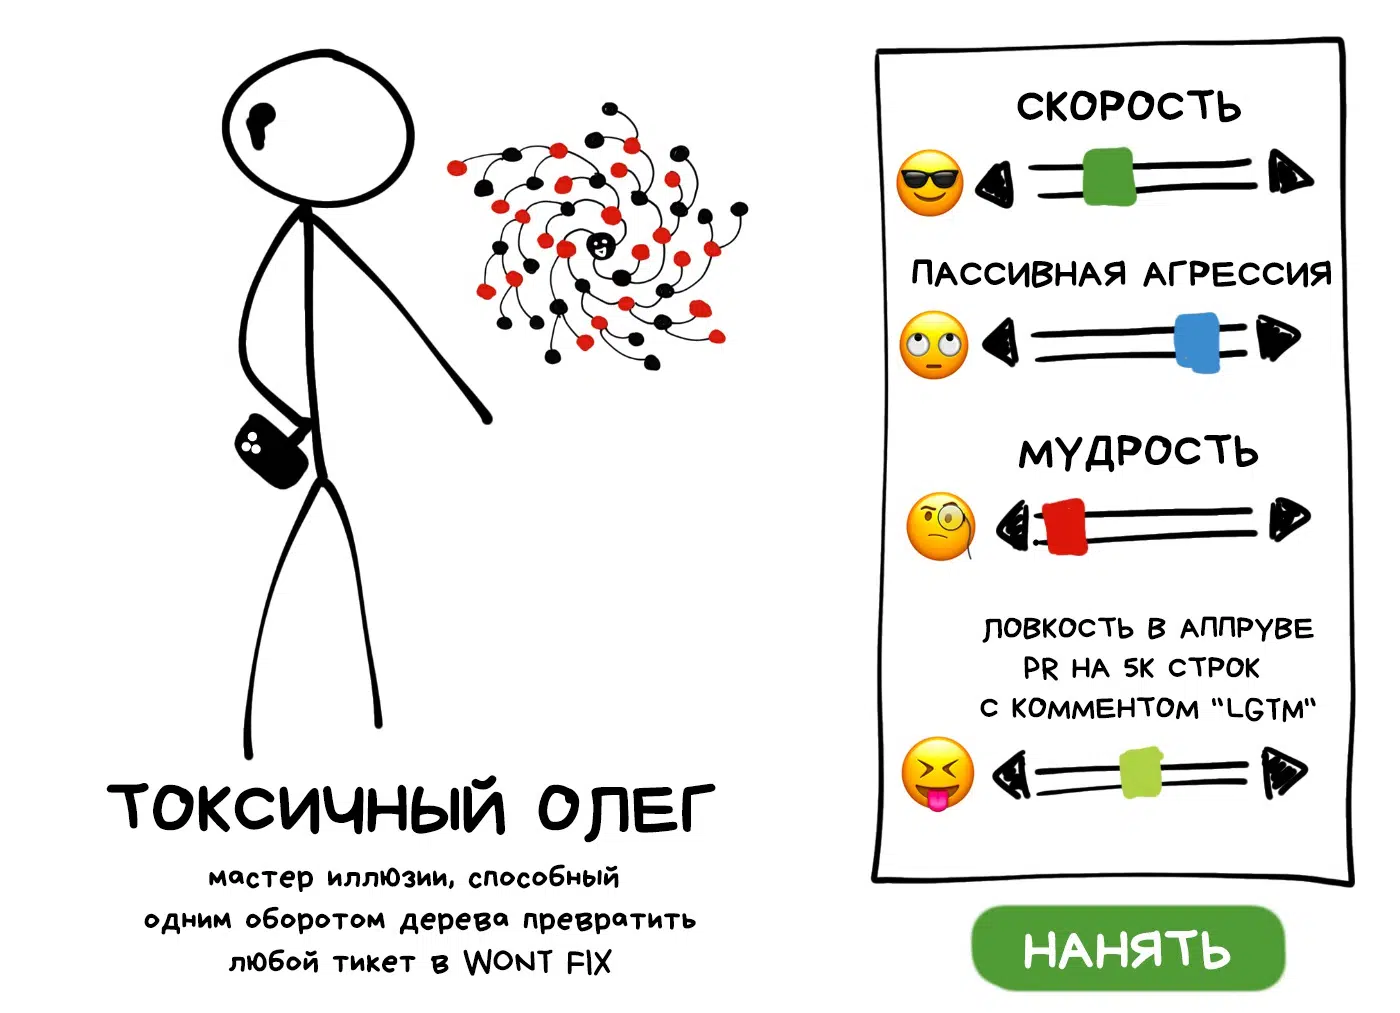 ТОКСИЧНЫЙ ОЛЕГ
мастер иллюзии, способный
одним оборотом дерева превратить
любой тикет в WONT FIX
СКОРОСТЬ
ПАССИВНАЯ АГРЕССИЯ
МУДРОСТЬ
ЛОВКОСТЬ В АППРУВЕ
PR НА 5К СТРОК
С КОММЕНТОМ "LGTM"
НАНЯТЬ